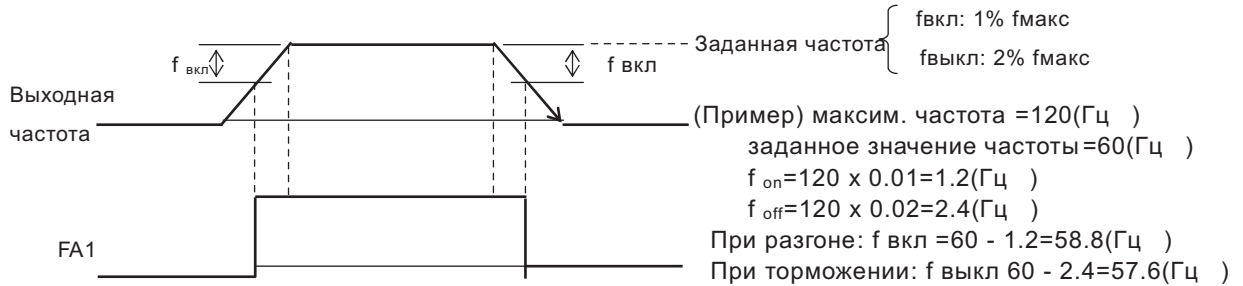 fвкл: 1% fмакс
Заданная частота
fвыкл: 2% fмакс
f вкл
f вкл
Выходная
частота
(Пример) максим. частота =120(Гц )
заданное значение частоты=60(Гц )
f on=120 x 0.01=1.2(Гц )
f off=120 x 0.02=2.4(Гц )
FA1
При разгоне: f вкл =60 - 1.2=58.8(Гц )
При торможении: f выкл 60 - 2.4=57.6(Гц )